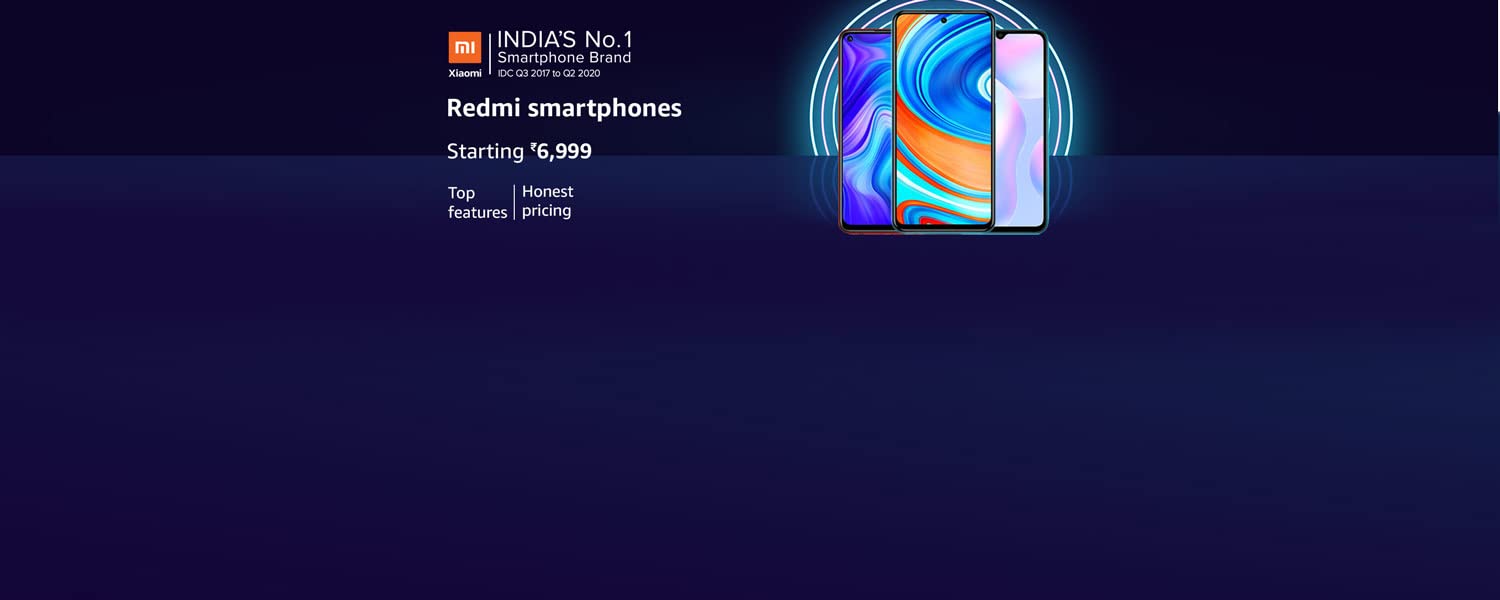 mi
Xiaomi
INDIA'S No.1
Smartphone Brand
IDC Q3 2017 to Q2 2020
Redmi smartphones
Starting ₹6,999
Top features
Honest pricing